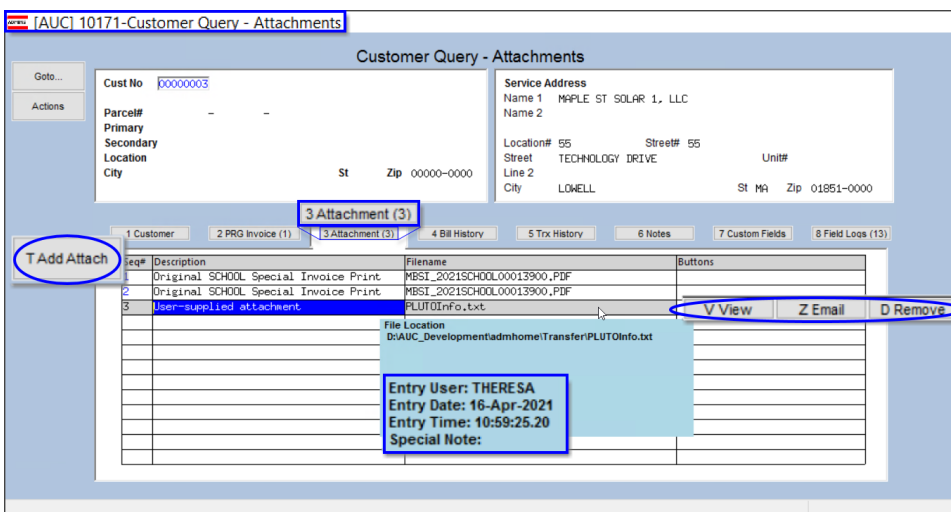 [AUC] 10171-Customer Query - Attachments
Customer Query - Attachments
Goto...
Actions
Cust No 00000003
Parcel# - -
Primary
Secondary
Location
City St Zip 00000-0000
Service Address
Name 1 MAPLE ST SOLAR 1, LLC
Name 2
Location# 55 Street# 55
Street TECHNOLOGY DRIVE Unit#
Line 2
City LOWELL St MA Zip 01851-0000
3 Attachment (3)
1 Customer 2 PRG Invoice (1) 3 Attachment (3) 4 Bill History 5 Trx History 6 Notes 7 Custom Fields 8 Field Logs (13)
T Add Attach
Seq# Description Filename Buttons
1 Original SCHOOL Special Invoice Print MBSI_2021SCHOOL00013900.PDF
2 Original SCHOOL Special Invoice Print MBSI_2021SCHOOL00013900.PDF
3 User-supplied attachment PLUTOInfo.txt
V View Z Email D Remove
File Location
D:\AUC_Development\admhome\Transfer\PLUTOInfo.txt
Entry User: THERESA
Entry Date: 16-Apr-2021
Entry Time: 10:59:25.20
Special Note: